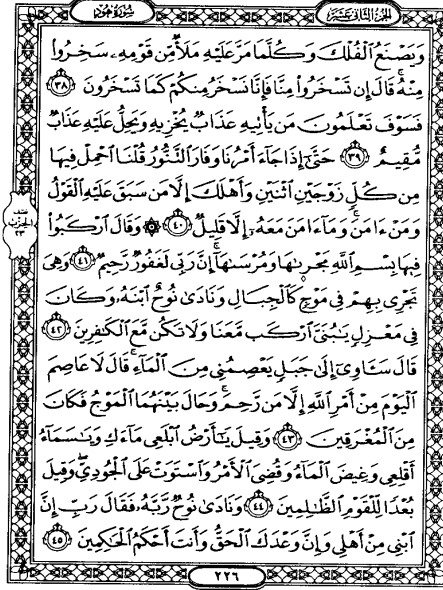 الجزء الثاني عشر
سورة هود
وَيَصْنَعُ ٱلْفُلْكَ وَكُلَّمَا مَرَّ عَلَيْهِ مَلَأٌ مِّن قَوْمِهِۦ سَخِرُوا۟
مِنْهُ ۚ قَالَ إِن تَسْخَرُوا۟ مِنَّا فَإِنَّا نَسْخَرُ مِنكُمْ كَمَا تَسْخَرُونَ ٣٨
فَسَوْفَ تَعْلَمُونَ مَن يَأْتِيهِ عَذَابٌ يُخْزِيهِ وَيَحِلُّ عَلَيْهِ عَذَابٌ
مُّقِيمٌ ٣٩ حَتَّىٰٓ إِذَا جَآءَ أَمْرُنَا وَفَارَ ٱلتَّنُّورُ قُلْنَا ٱحْمِلْ فِيهَا
مِن كُلٍّ زَوْجَيْنِ ٱثْنَيْنِ وَأَهْلَكَ إِلَّا مَن سَبَقَ عَلَيْهِ ٱلْقَوْلُ
وَمَنْ ءَامَنَ ۚ وَمَآ ءَامَنَ مَعَهُۥٓ إِلَّا قَلِيلٌ ٤٠ ۞ وَقَالَ ٱرْكَبُوا۟
فِيهَا بِسْمِ ٱللَّهِ مَجْر۪ىٰهَا وَمُرْسَىٰهَآ ۚ إِنَّ رَبِّى لَغَفُورٌ رَّحِيمٌ ٤١ وَهِىَ
تَجْرِى بِهِمْ فِى مَوْجٍ كَٱلْجِبَالِ وَنَادَىٰ نُوحٌ ٱبْنَهُۥ وَكَانَ
فِى مَعْزِلٍ يَٰبُنَىَّ ٱرْكَب مَّعَنَا وَلَا تَكُن مَّعَ ٱلْكَٰفِرِينَ ٤٢
قَالَ سَـَٔاوِىٓ إِلَىٰ جَبَلٍ يَعْصِمُنِى مِنَ ٱلْمَآءِ ۚ قَالَ لَا عَاصِمَ
ٱلْيَوْمَ مِنْ أَمْرِ ٱللَّهِ إِلَّا مَن رَّحِمَ ۚ وَحَالَ بَيْنَهُمَا ٱلْمَوْجُ فَكَانَ
مِنَ ٱلْمُغْرَقِينَ ٤٣ وَقِيلَ يَٰٓأَرْضُ ٱبْلَعِى مَآءَكِ وَيَٰسَمَآءُ
أَقْلِعِى وَغِيضَ ٱلْمَآءُ وَقُضِىَ ٱلْأَمْرُ وَٱسْتَوَتْ عَلَى ٱلْجُودِىِّ ۖ وَقِيلَ
بُعْدًا لِّلْقَوْمِ ٱلظَّٰلِمِينَ ٤٤ وَنَادَىٰ نُوحٌ رَّبَّهُۥ فَقَالَ رَبِّ إِنَّ
ٱبْنِى مِنْ أَهْلِى وَإِنَّ وَعْدَكَ ٱلْحَقُّ وَأَنتَ أَحْكَمُ ٱلْحَٰكِمِينَ ٤٥
نصف
الحزب
٢٣
٢٢٦